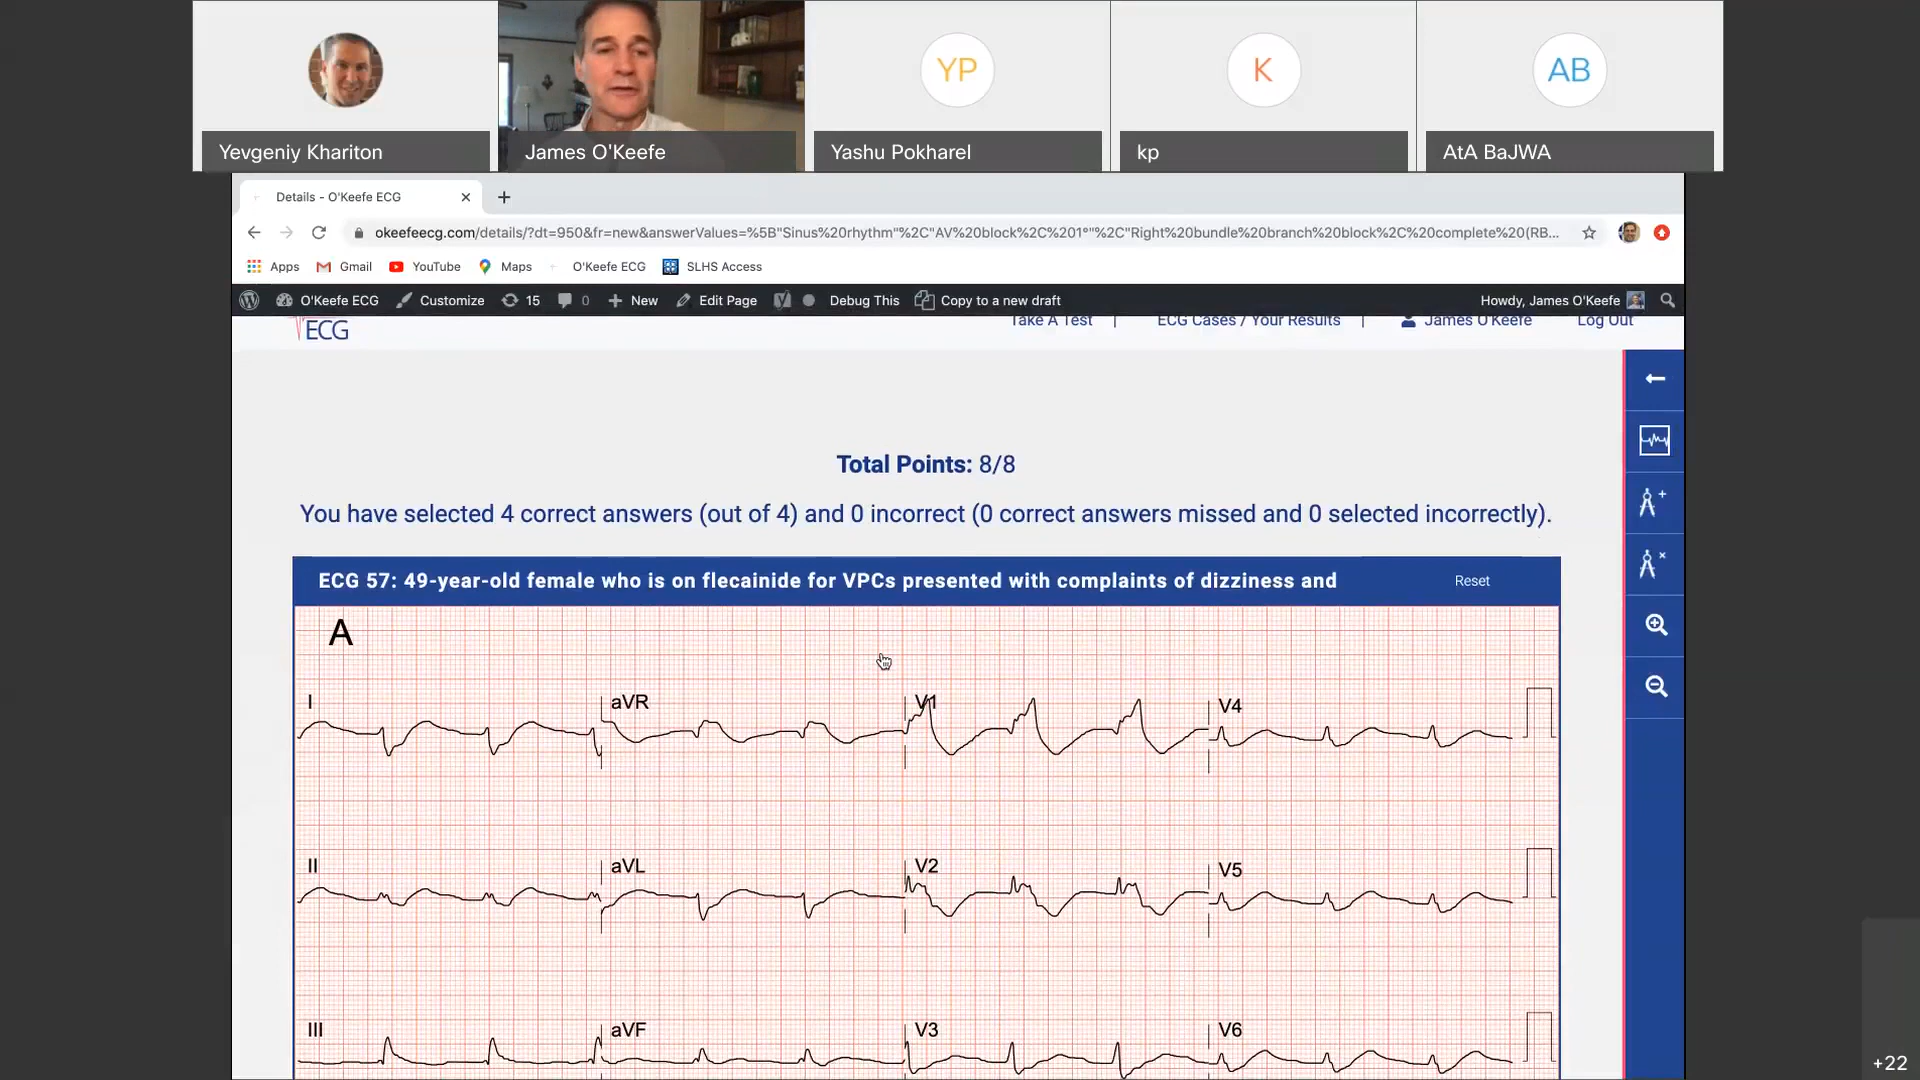 YP
K
AB
Yevgeniy Khariton
James O'Keefe
Yashu Pokharel
kp
AtA BaJWA
Details - O'Keefe ECG
okeefeecg.com/details/?dt=950&fr=new&answerValues=%5B"Sinus%20rhythm"%2C"AV%20block%2C%201°"%2C"Right%20bundle%20branch%20block%2C%20complete%20(RB...
Apps
Gmail
YouTube
Maps
O'Keefe ECG
SLHS Access
O'Keefe ECG
Customize
15
0
New
Edit Page
Debug This
Copy to a new draft
Howdy, James O'Keefe
ECG
Take A Test
ECG Cases / Your Results
James O'Keefe
Log Out
Total Points: 8/8
You have selected 4 correct answers (out of 4) and 0 incorrect (0 correct answers missed and 0 selected incorrectly).
ECG 57: 49-year-old female who is on flecainide for VPCs presented with complaints of dizziness and
Reset
A
I
aVR
V1
V4
II
aVL
V2
V5
III
aVF
V3
V6
+22